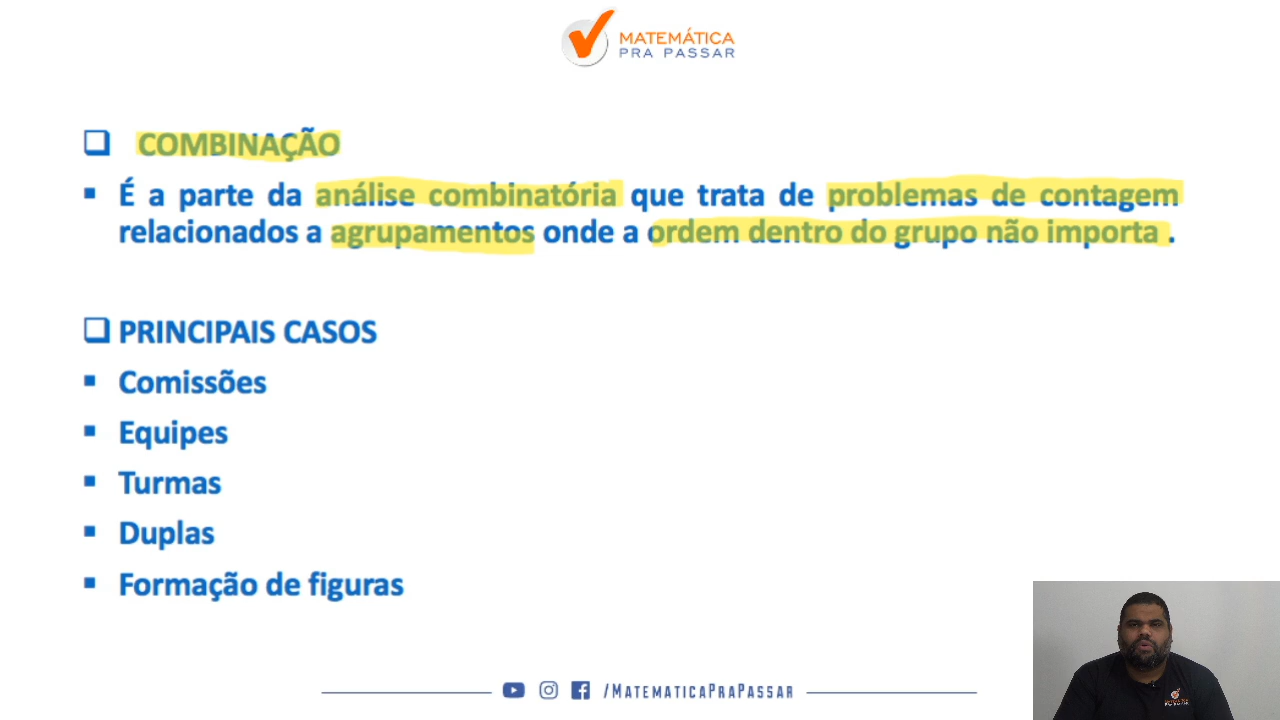 MATEMÁTICA
PRA PASSAR
COMBINAÇÃO
É a parte da análise combinatória que trata de problemas de contagem
relacionados a agrupamentos onde a ordem dentro do grupo não importa .
PRINCIPAIS CASOS
Comissões
Equipes
Turmas
Duplas
Formação de figuras
/MATEMATICAPRAPASSAR